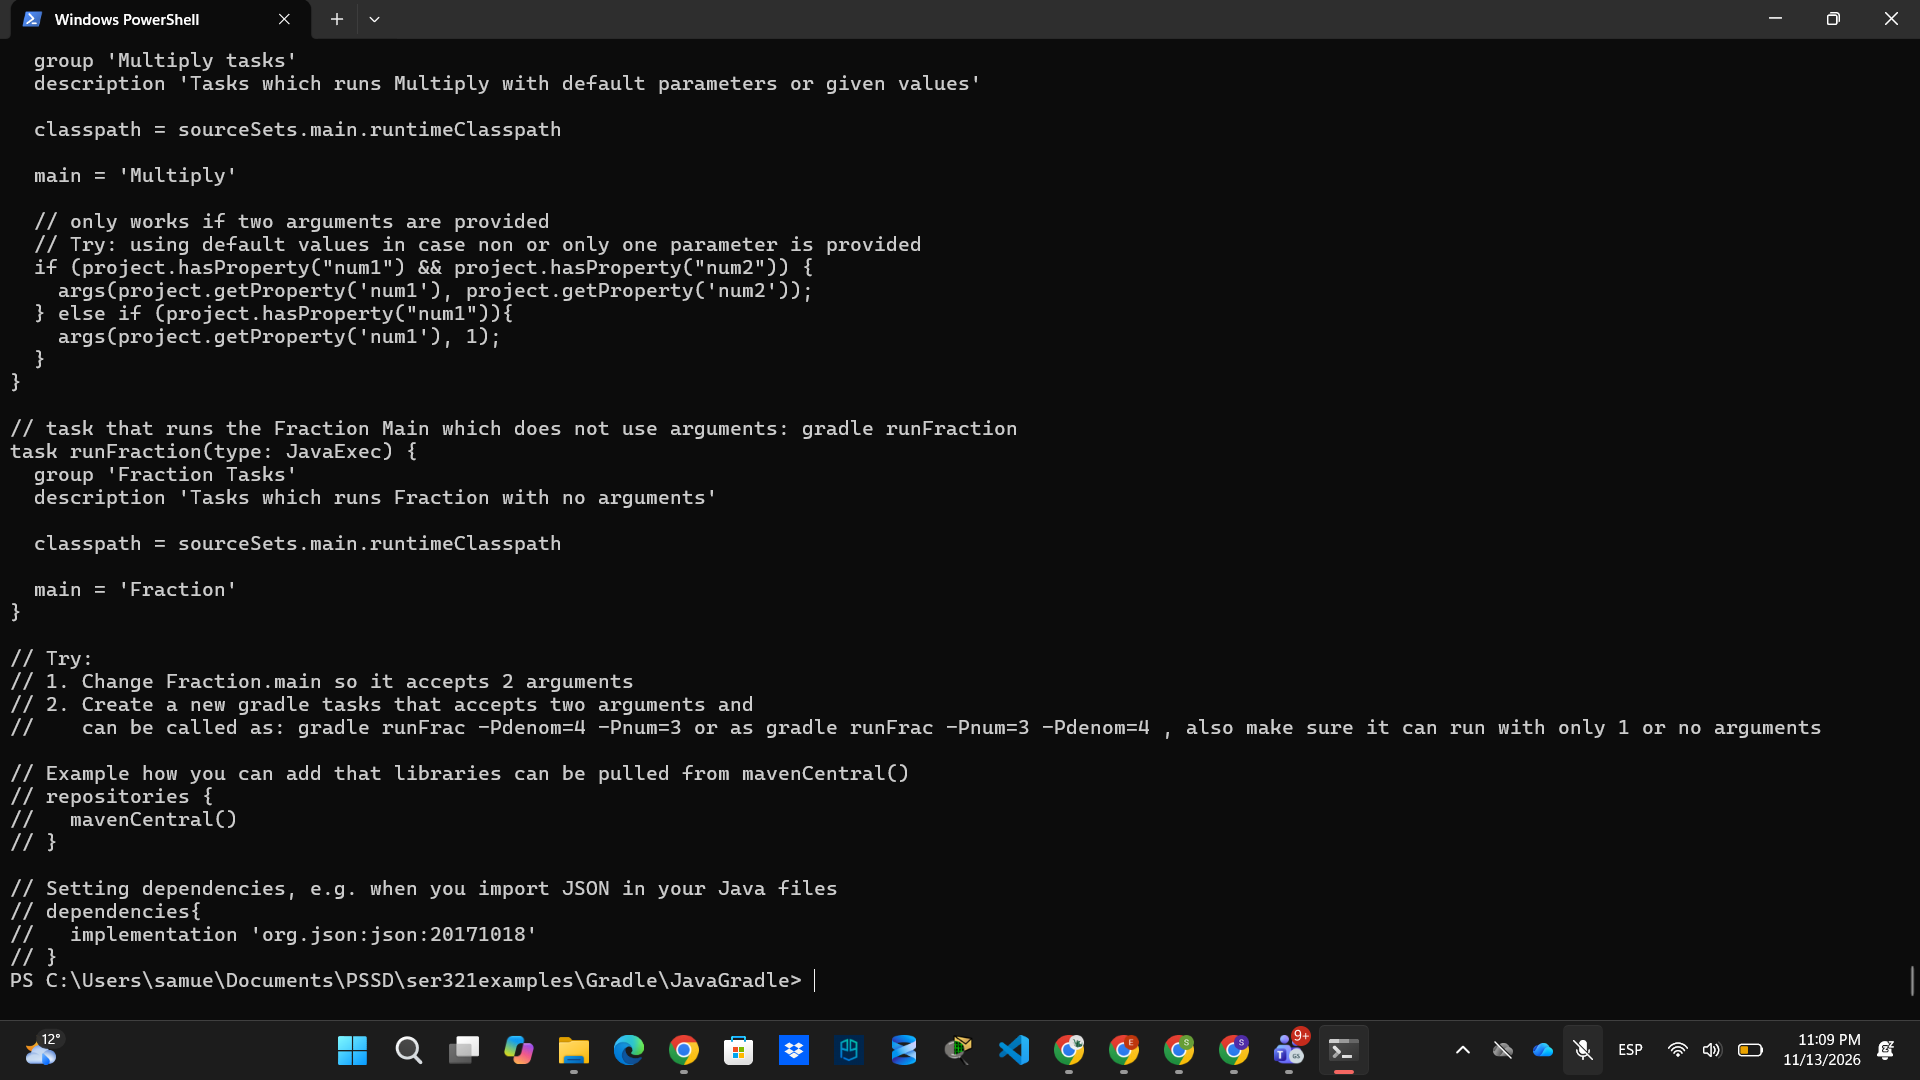 Windows PowerShell
group 'Multiply tasks'
description 'Tasks which runs Multiply with default parameters or given values'
classpath = sourceSets.main.runtimeClasspath
main = 'Multiply'
// only works if two arguments are provided
// Try: using default values in case non or only one parameter is provided
if (project.hasProperty("num1") && project.hasProperty("num2")) {
args(project.getProperty('num1'), project.getProperty('num2'));
} else if (project.hasProperty("num1")){
args(project.getProperty('num1'), 1);
}
}
// task that runs the Fraction Main which does not use arguments: gradle runFraction
task runFraction(type: JavaExec) {
group 'Fraction Tasks'
description 'Tasks which runs Fraction with no arguments'
classpath = sourceSets.main.runtimeClasspath
main = 'Fraction'
}
// Try:
// 1. Change Fraction.main so it accepts 2 arguments
// 2. Create a new gradle tasks that accepts two arguments and
//    can be called as: gradle runFrac -Pdenom=4 -Pnum=3 or as gradle runFrac -Pnum=3 -Pdenom=4 , also make sure it can run with only 1 or no arguments
// Example how you can add that libraries can be pulled from mavenCentral()
// repositories {
//   mavenCentral()
// }
// Setting dependencies, e.g. when you import JSON in your Java files
// dependencies{
//   implementation 'org.json:json:20171018'
// }
PS C:\Users\samue\Documents\PSSD\ser321examples\Gradle\JavaGradle>
12°
9+
ESP
11:09 PM
11/13/2026